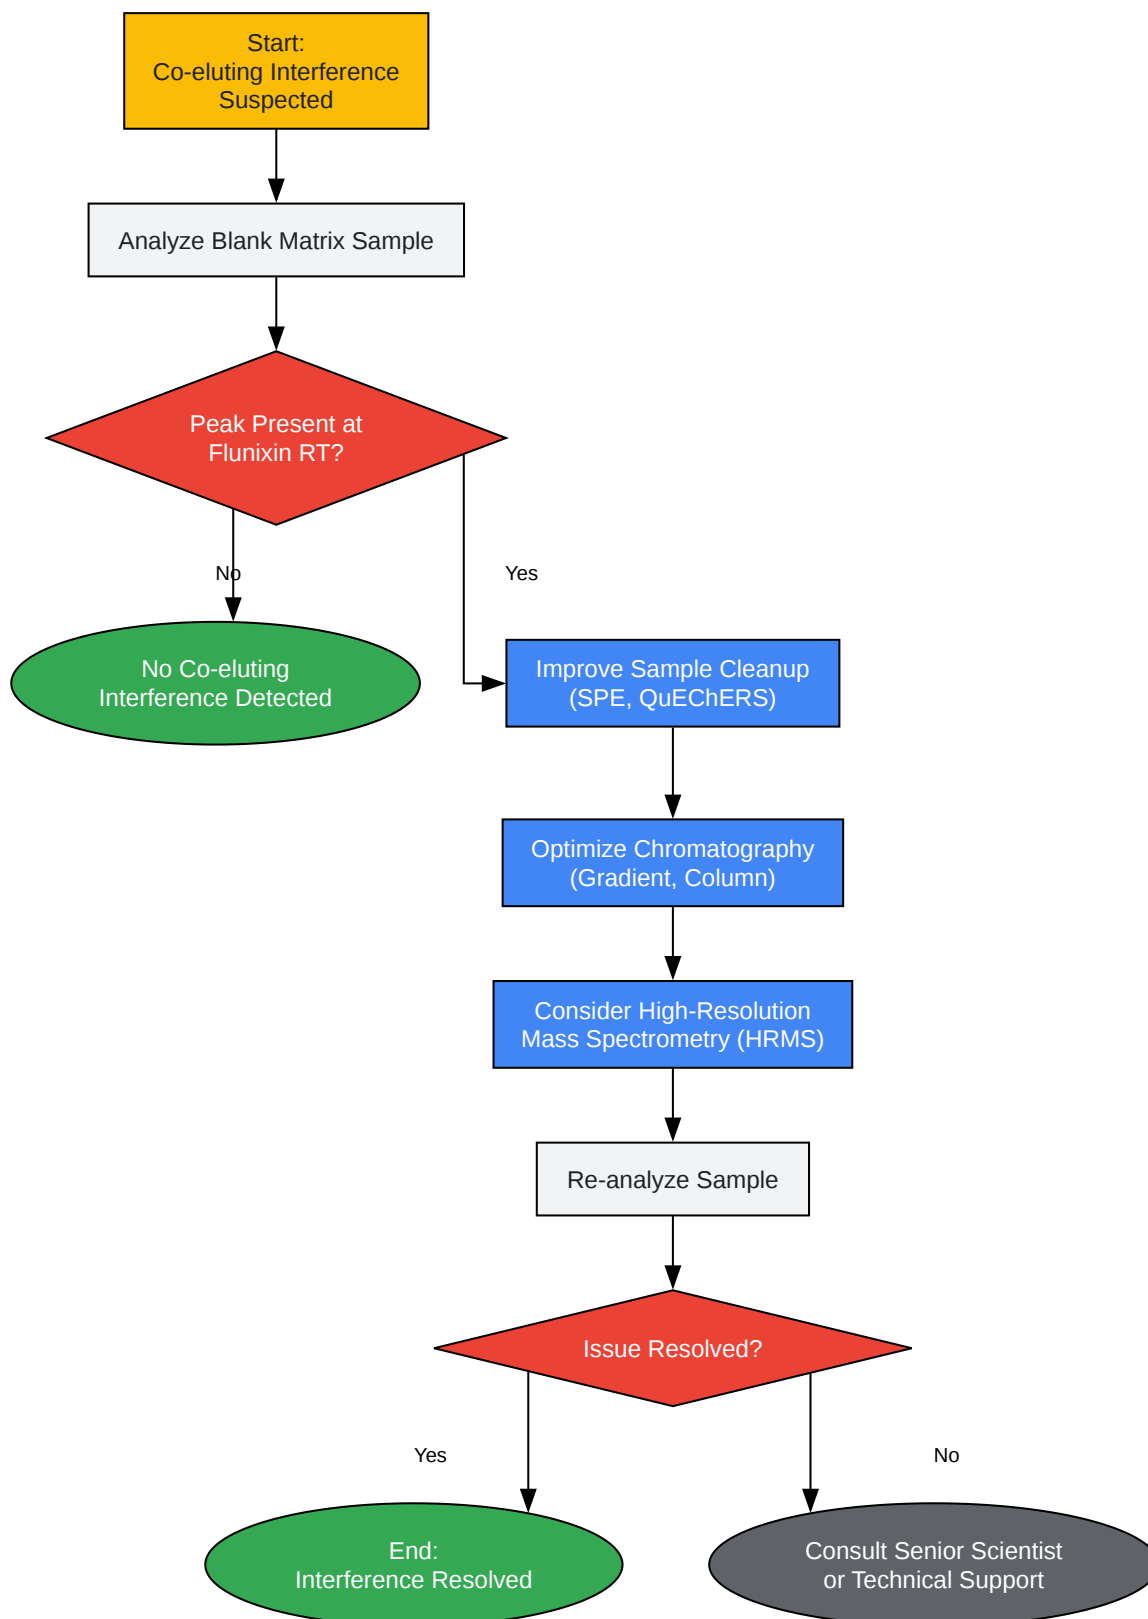 Start:
Co-eluting Interference
Suspected
Analyze Blank Matrix Sample
Peak Present at
Flunixin RT?
No
Yes
No Co-eluting
Interference Detected
Improve Sample Cleanup
(SPE, QuEChERS)
Optimize Chromatography
(Gradient, Column)
Consider High-Resolution
Mass Spectrometry (HRMS)
Re-analyze Sample
Issue Resolved?
Yes
No
End:
Interference Resolved
Consult Senior Scientist
or Technical Support